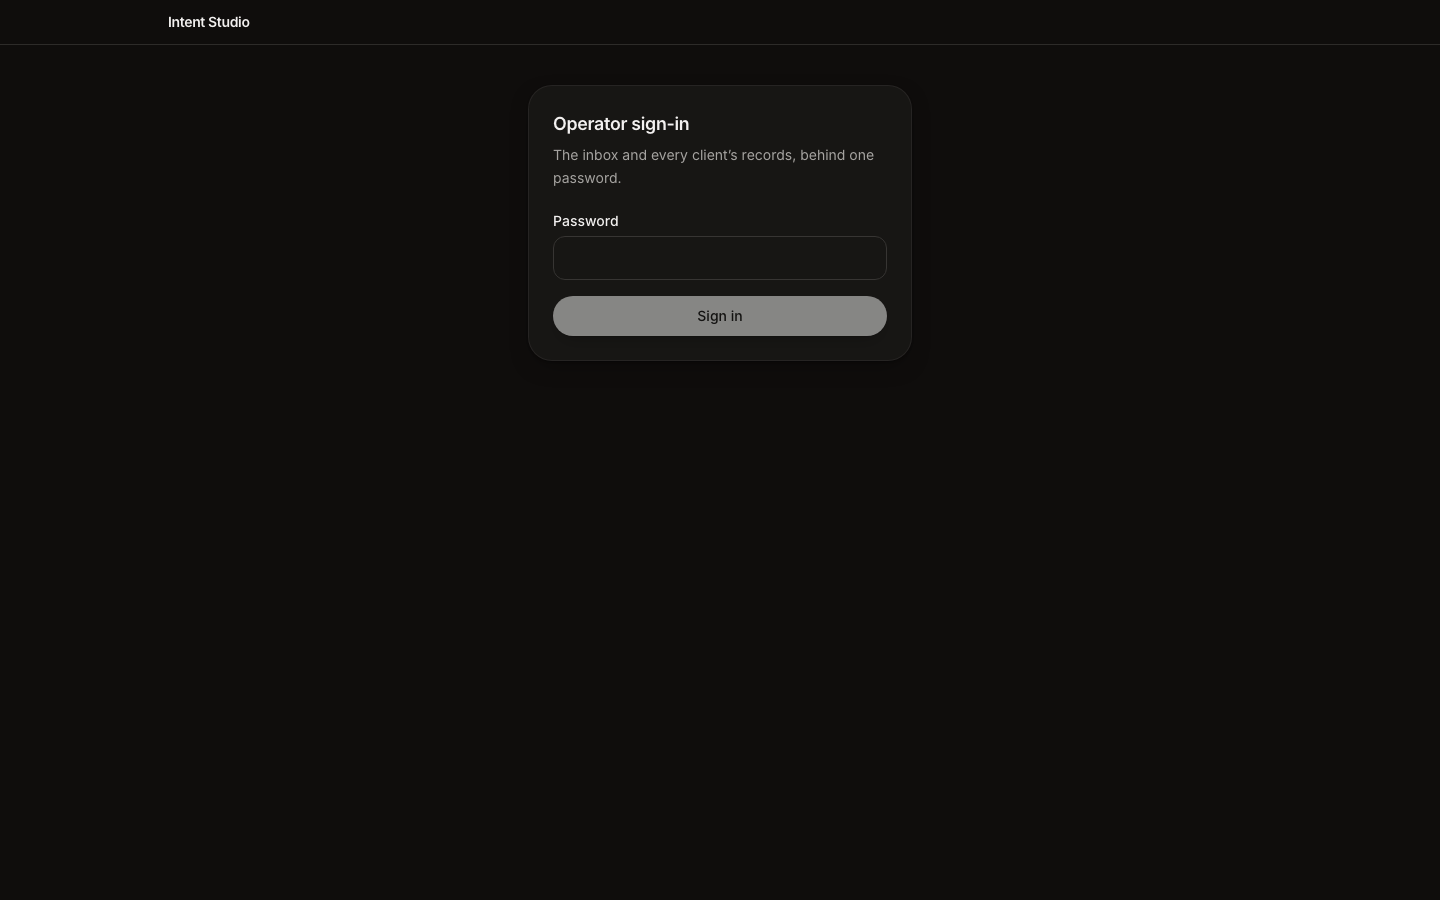 Intent Studio
Operator sign-in
The inbox and every client’s records, behind one
password.
Password
Sign in